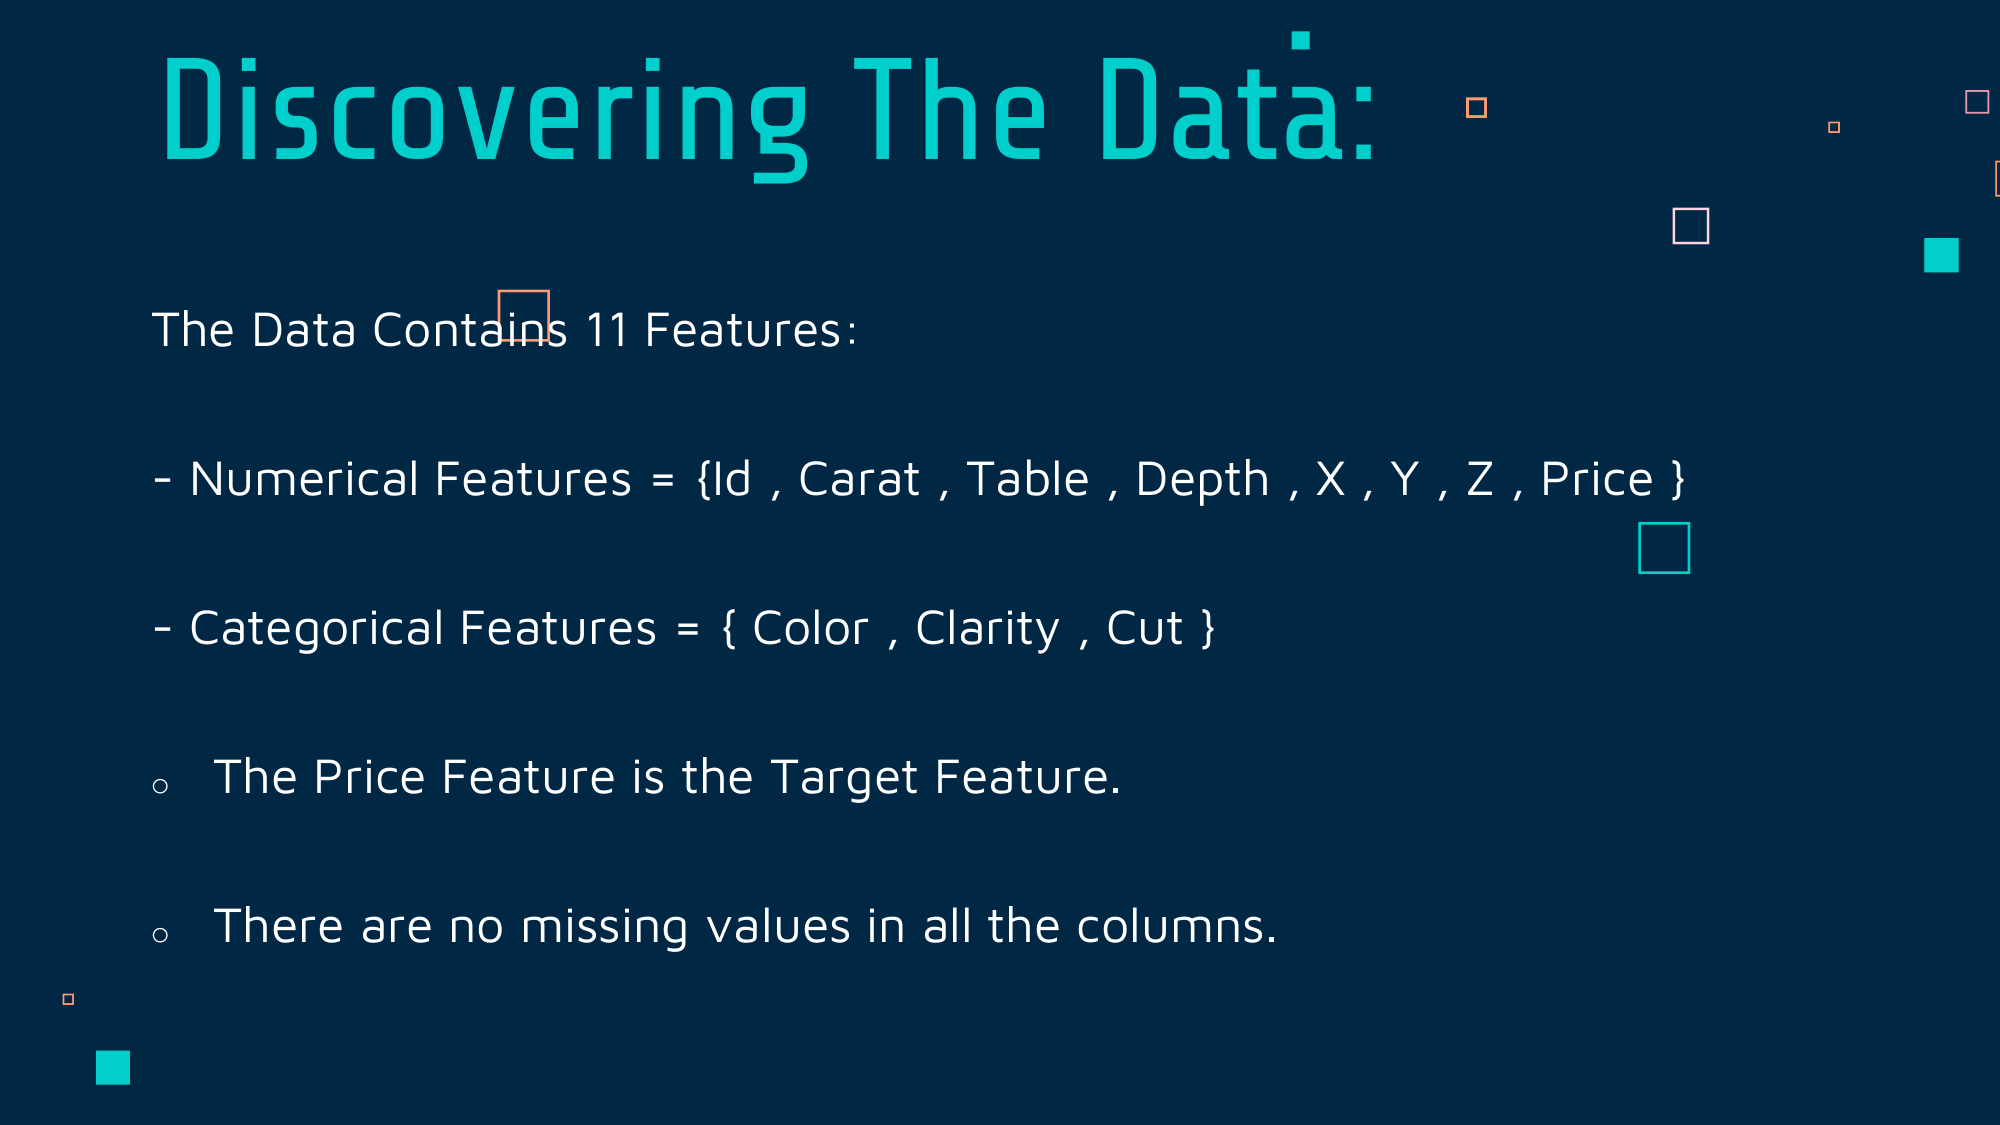 Discovering The Data:
The Data Contains 11 Features:
- Numerical Features = {Id , Carat , Table , Depth , X , Y , Z , Price }
- Categorical Features = { Color , Clarity , Cut }
○ The Price Feature is the Target Feature.
○ There are no missing values in all the columns.